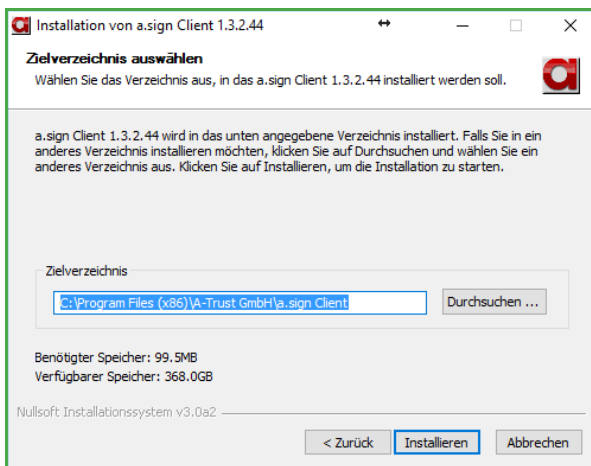 Installation von a.sign Client 1.3.2.44
Zielverzeichnis auswählen
Wählen Sie das Verzeichnis aus, in das a.sign Client 1.3.2.44 installiert werden soll.
a.sign Client 1.3.2.44 wird in das unten angegebene Verzeichnis installiert. Falls Sie in ein
anderes Verzeichnis installieren möchten, klicken Sie auf Durchsuchen und wählen Sie ein
anderes Verzeichnis aus. Klicken Sie auf Installieren, um die Installation zu starten.
Zielverzeichnis
C:\Program Files (x86)\A-Trust GmbH\a.sign Client
Durchsuchen ...
Benötigter Speicher: 99.5MB
Verfügbarer Speicher: 368.0GB
Nullsoft Installationssystem v3.0a2
< Zurück
Installieren
Abbrechen